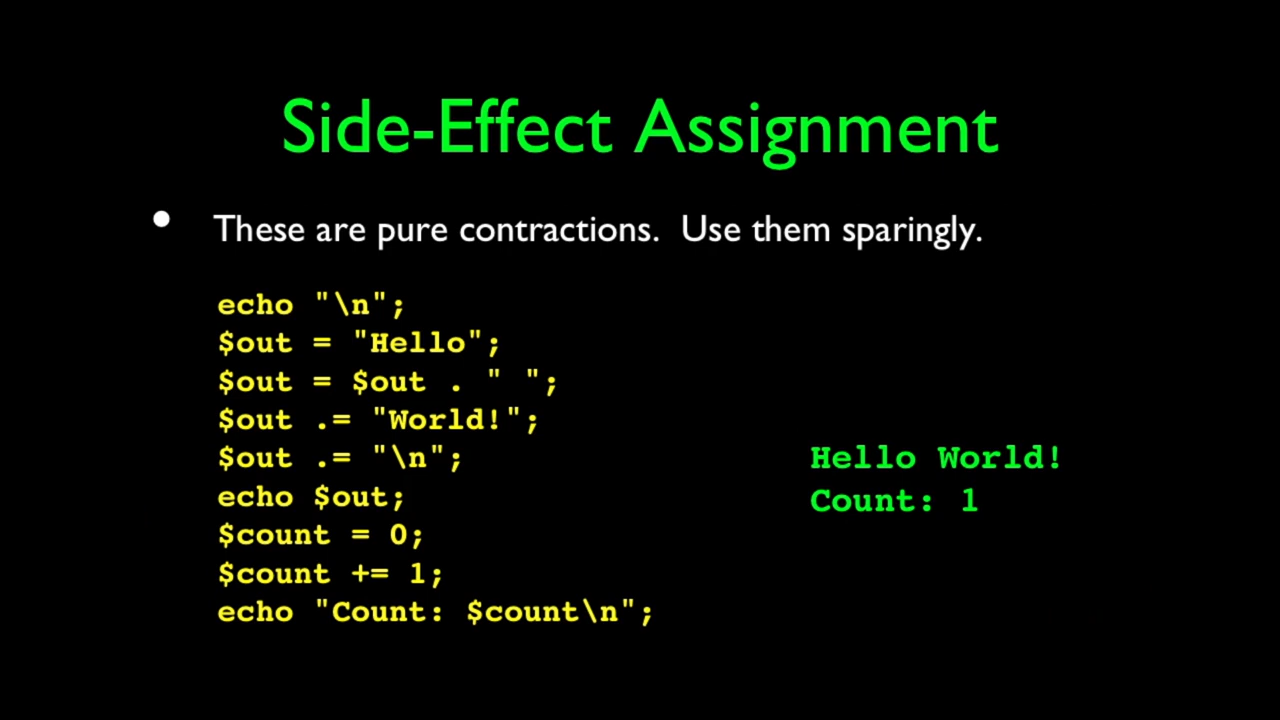 Side-Effect Assignment
• These are pure contractions. Use them sparingly.
echo "\n";
$out = "Hello";
$out = $out . " ";
$out .= "World!";
$out .= "\n";
echo $out;
$count = 0;
$count += 1;
echo "Count: $count\n";
Hello World!
Count: 1